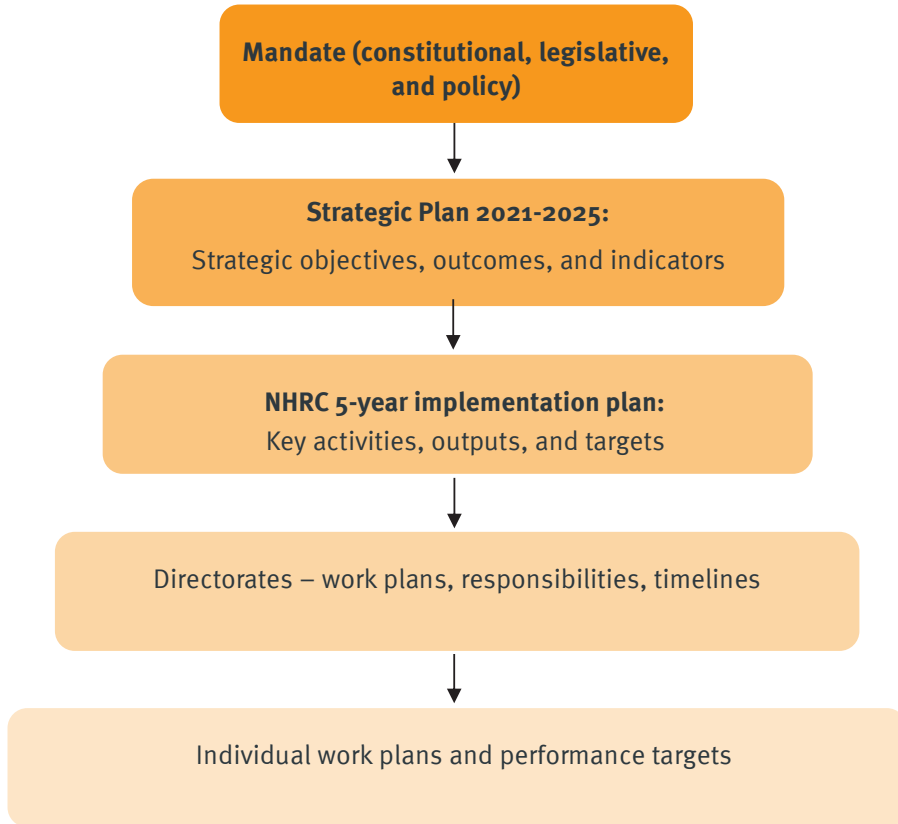 Mandate (constitutional, legislative,
and policy)
Strategic Plan 2021-2025:
Strategic objectives, outcomes, and indicators
NHRC 5-year implementation plan:
Key activities, outputs, and targets
Directorates – work plans, responsibilities, timelines
Individual work plans and performance targets